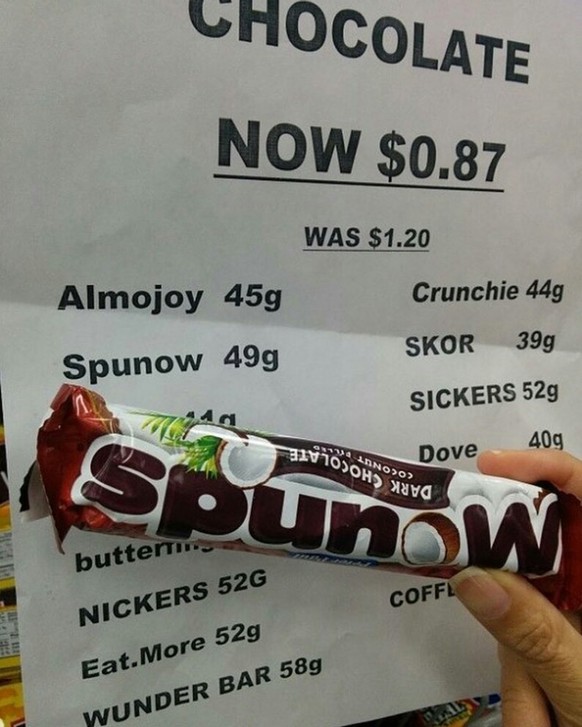 CHOCOLATE
NOW $0.87
WAS $1.20
Almojoy 45g
Spunow 49g
Crunchie 44g
SKOR 39g
SICKERS 52g
Dove 40g
DARK CHOCOLATE
COCONUT FILLED
Mounds
NICKERS 52G
Eat.More 52g
WUNDER BAR 58g